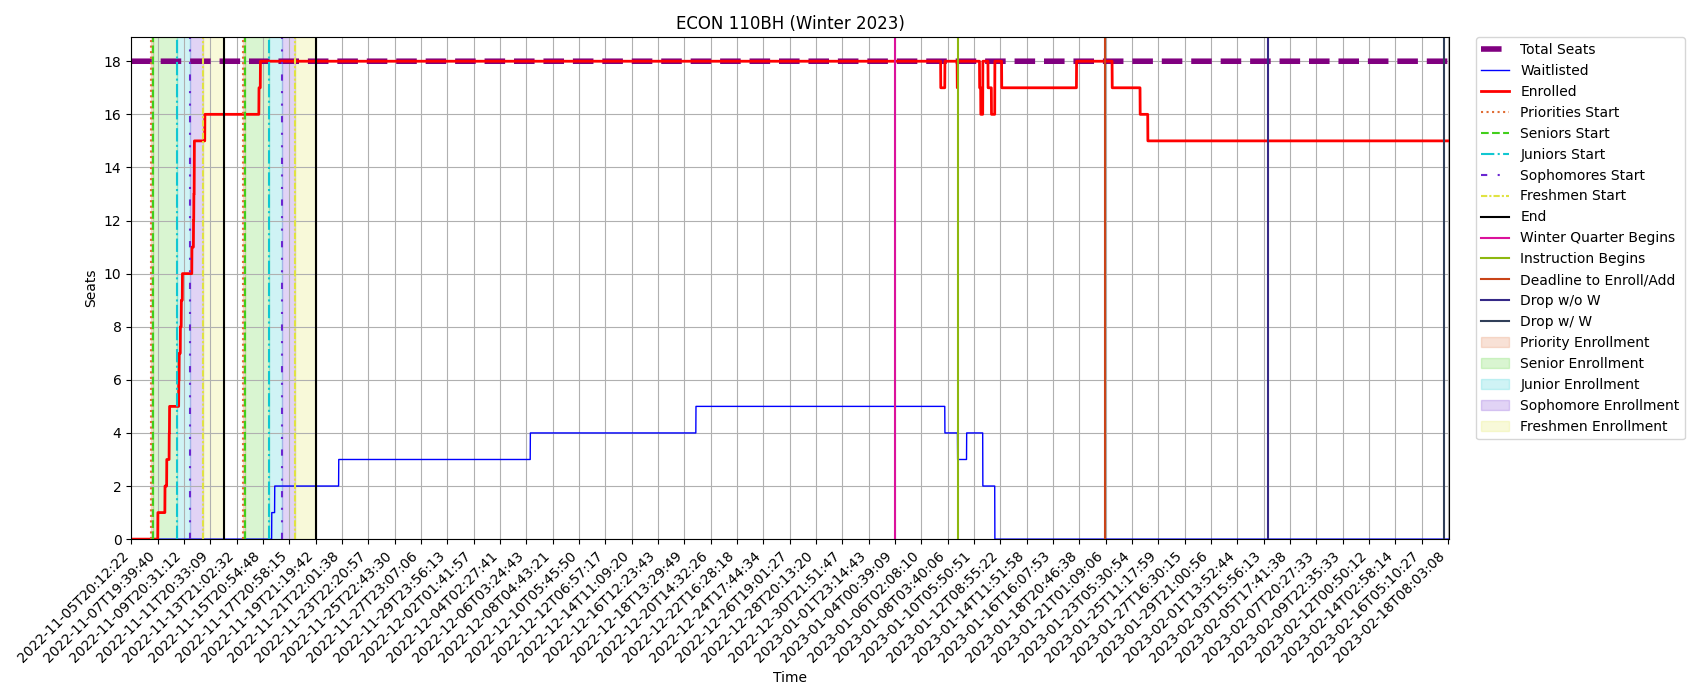 ECON 110BH (Winter 2023)
Seats
18
16
14
12
10
8
6
4
2
0
2022-11-05T20:12:22
2022-11-07T19:39:40
2022-11-09T20:31:12
2022-11-11T20:33:09
2022-11-13T21:02:32
2022-11-15T20:54:48
2022-11-17T20:58:15
2022-11-19T21:19:42
2022-11-21T22:01:38
2022-11-23T22:20:57
2022-11-25T22:43:30
2022-11-27T23:07:06
2022-11-29T23:56:13
2022-12-02T01:41:57
2022-12-04T02:27:41
2022-12-06T03:24:43
2022-12-08T04:43:21
2022-12-10T05:45:50
2022-12-12T06:57:17
2022-12-14T11:09:20
2022-12-16T12:23:43
2022-12-18T13:29:49
2022-12-20T14:32:26
2022-12-22T16:28:18
2022-12-24T17:44:34
2022-12-26T19:01:27
2022-12-28T20:13:20
2022-12-30T21:51:47
2023-01-01T23:14:43
2023-01-04T00:39:09
2023-01-06T02:08:10
2023-01-08T03:40:06
2023-01-10T05:50:51
2023-01-12T08:55:22
2023-01-14T11:51:58
2023-01-16T16:07:53
2023-01-18T20:46:38
2023-01-21T01:09:06
2023-01-23T05:30:54
2023-01-25T11:17:59
2023-01-27T16:30:15
2023-01-29T21:00:56
2023-02-01T13:52:44
2023-02-03T15:56:13
2023-02-05T17:41:38
2023-02-07T20:27:33
2023-02-09T22:35:33
2023-02-12T00:50:12
2023-02-14T02:58:14
2023-02-16T05:10:27
2023-02-18T08:03:08
Time
Total Seats
Waitlisted
Enrolled
Priorities Start
Seniors Start
Juniors Start
Sophomores Start
Freshmen Start
End
Winter Quarter Begins
Instruction Begins
Deadline to Enroll/Add
Drop w/o W
Drop w/ W
Priority Enrollment
Senior Enrollment
Junior Enrollment
Sophomore Enrollment
Freshmen Enrollment